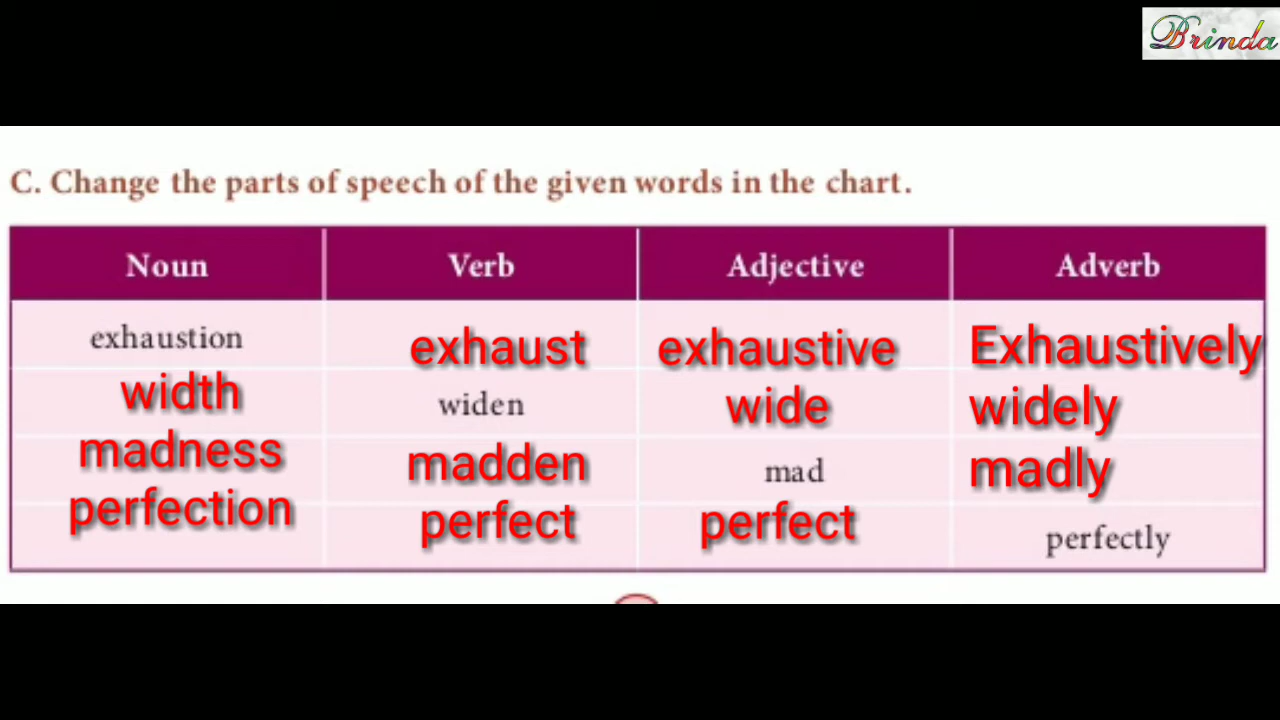 Brinda
C. Change the parts of speech of the given words in the chart.
Noun Verb Adjective Adverb
exhaustion exhaust exhaustive Exhaustively
width widen wide widely
madness madden mad madly
perfection perfect perfect perfectly